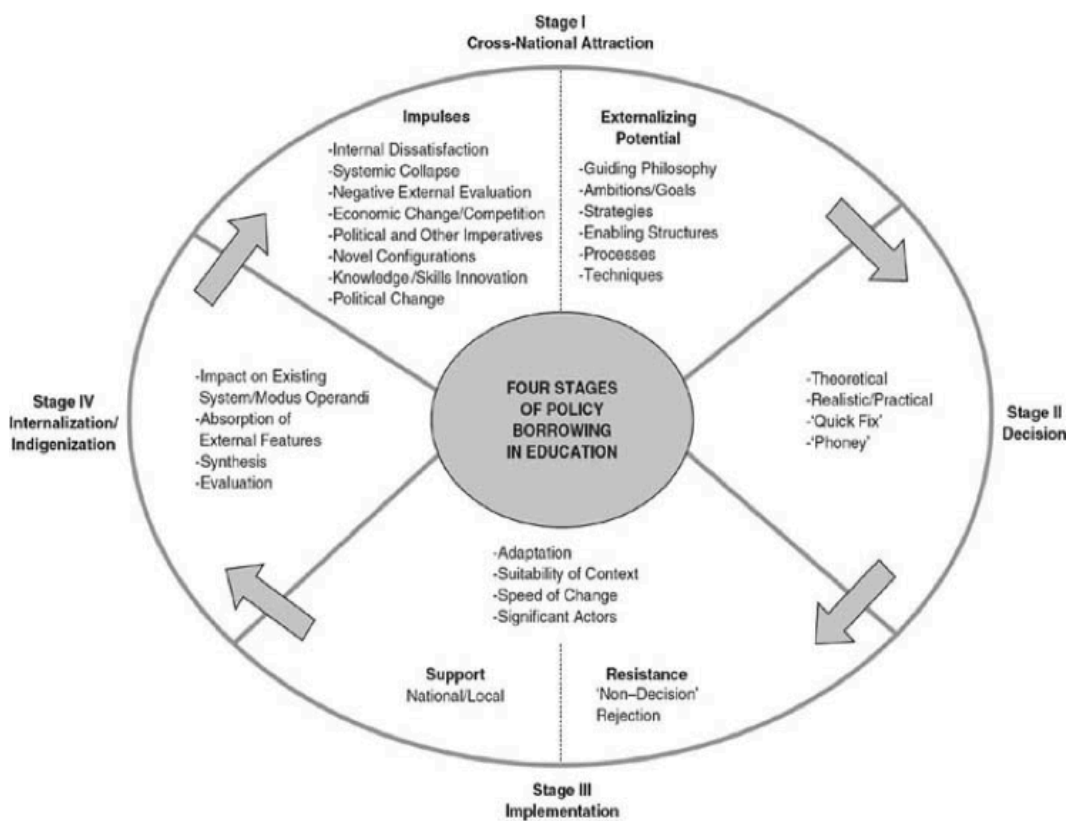 Stage I
Cross-National Attraction
Impulses
-Internal Dissatisfaction
-Systemic Collapse
-Negative External Evaluation
-Economic Change/Competition
-Political and Other Imperatives
-Novel Configurations
-Knowledge/Skills Innovation
-Political Change
Externalizing
Potential
-Guiding Philosophy
-Ambitions/Goals
-Strategies
-Enabling Structures
-Processes
-Techniques
FOUR STAGES
OF POLICY
BORROWING
IN EDUCATION
-Theoretical
-Realistic/Practical
-‘Quick Fix’
-‘Phoney’
Stage II
Decision
-Adaptation
-Suitability of Context
-Speed of Change
-Significant Actors
Support
National/Local
Resistance
‘Non–Decision’
Rejection
Stage III
Implementation
Stage IV
Internalization/
Indigenization
-Impact on Existing
System/Modus Operandi
-Absorption of
External Features
-Synthesis
-Evaluation